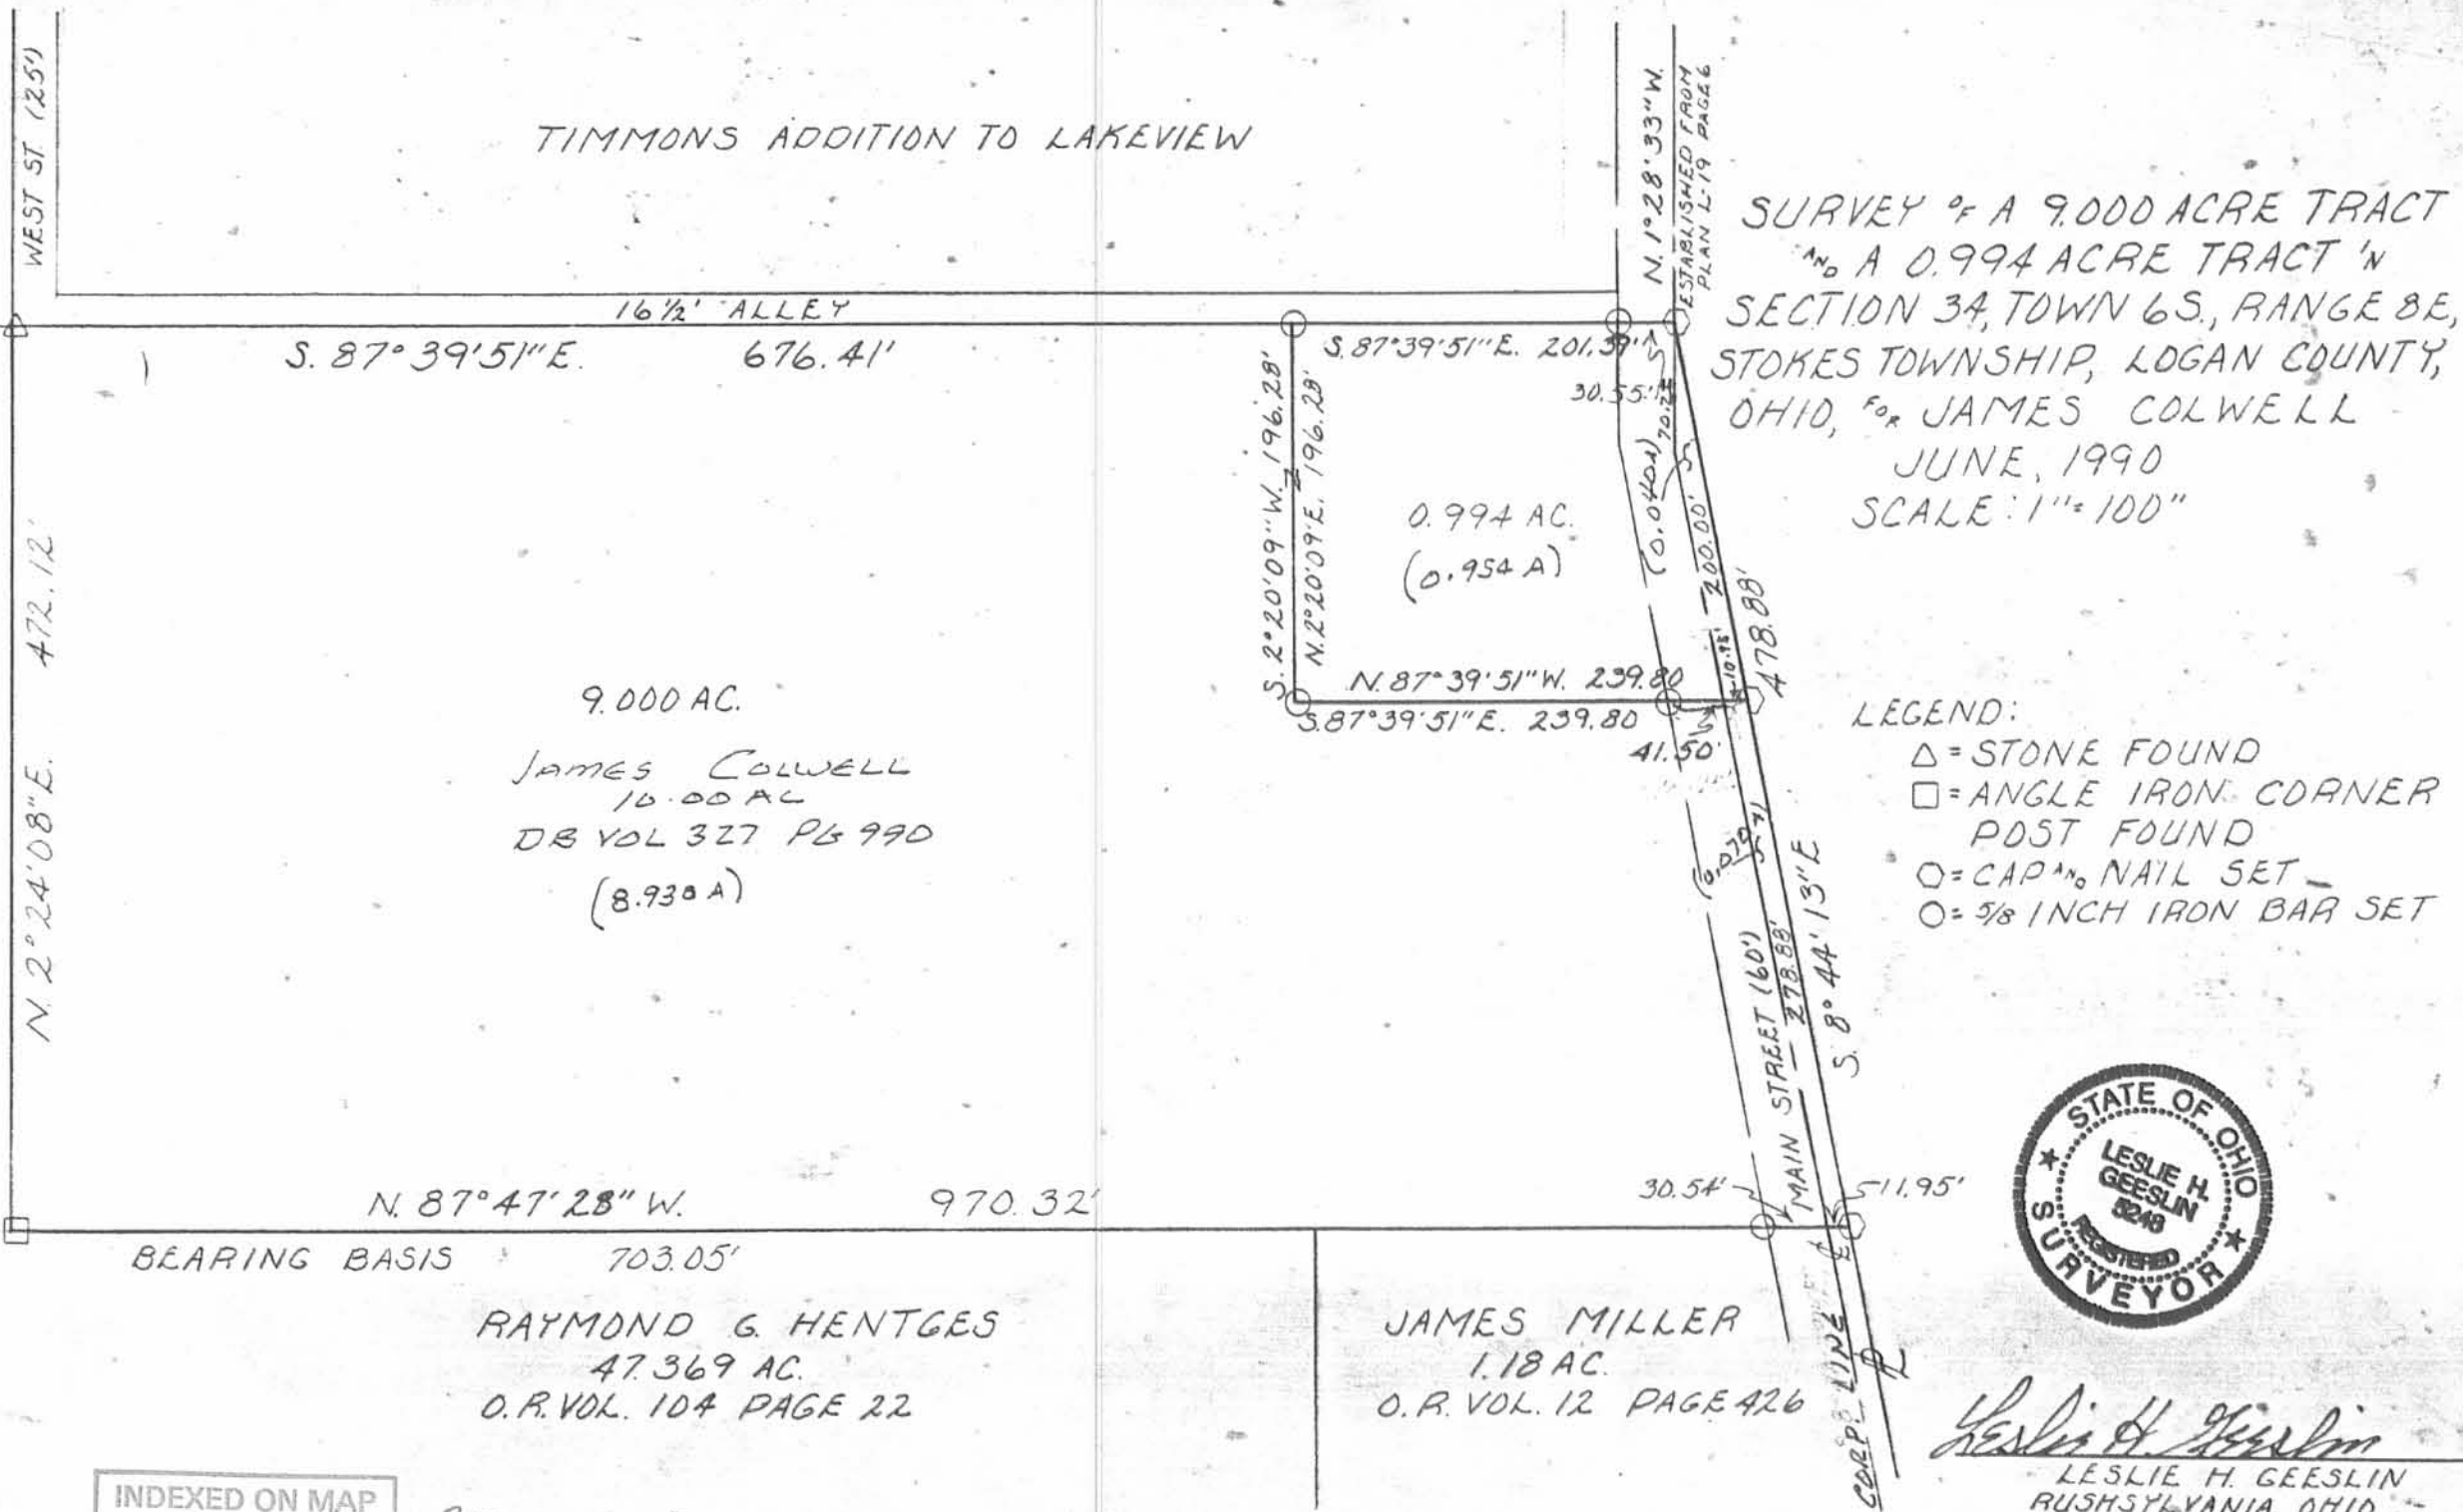 WEST ST. (25')
TIMMONS ADDITION TO LAKEVIEW
N. 1° 28' 33" W.
ESTABLISHED FROM
PLAN L-19 PAGE 6
SURVEY OF A 9.000 ACRE TRACT
AND A 0.994 ACRE TRACT IN
SECTION 34, TOWN 6S., RANGE 8E,
STOKES TOWNSHIP, LOGAN COUNTY,
OHIO, FOR JAMES COLWELL
JUNE, 1990
SCALE: 1"=100"
16 1/2' ALLEY
S. 87° 39' 51" E. 676.41'
S. 87° 39' 51" E. 201.39'
30.55'
S. 2° 20' 09" W. 196.28'
N. 2° 20' 09" E. 196.28'
(0.040A)
200.00'
0.994 AC.
(0.954 A)
478.88'
N. 87° 39' 51" W. 239.80
S. 87° 39' 51" E. 239.80
41.50'
N. 2° 24' 08" E. 472.12'
9.000 AC.
JAMES COLWELL
10.00 AC
DB VOL 327 PG 990
(8.930 A)
LEGEND:
△ = STONE FOUND
□ = ANGLE IRON CORNER
POST FOUND
O = CAP AND NAIL SET
O = 5/8 INCH IRON BAR SET
MAIN STREET (60')
278.88'
S. 8° 44' 13" E
N. 87° 47' 28" W. 970.32'
30.54'
11.95'
BEARING BASIS 703.05'
RAYMOND G. HENTGES
47.369 AC.
O.R. VOL. 104 PAGE 22
JAMES MILLER
1.18 AC.
O.R. VOL. 12 PAGE 426
CORP. LINE
STATE OF OHIO
LESLIE H.
GEESLIN
5248
REGISTERED
SURVEYOR
Leslie H. Geeslin
LESLIE H. GEESLIN
RUSHSYLVANIA, OHIO
INDEXED ON MAP